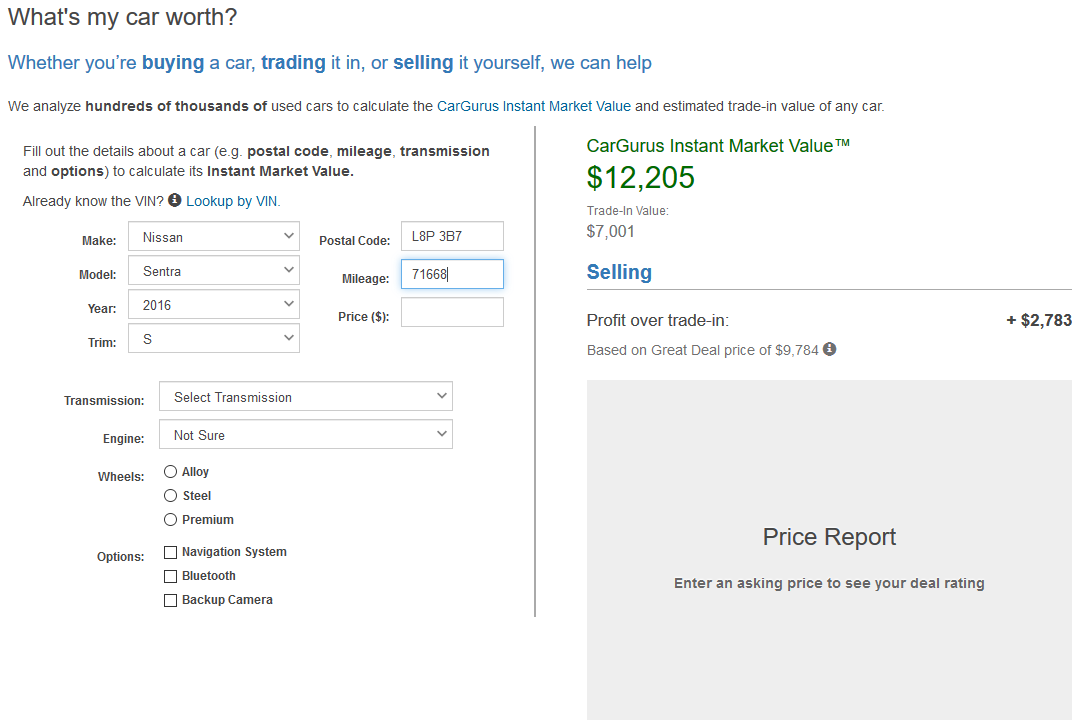 What's my car worth?
Whether you're buying a car, trading it in, or selling it yourself, we can help
We analyze hundreds of thousands of used cars to calculate the CarGurus Instant Market Value and estimated trade-in value of any car.
Fill out the details about a car (e.g. postal code, mileage, transmission
and options) to calculate its Instant Market Value.
Already know the VIN? Lookup by VIN.
Make: Nissan
Model: Sentra
Year: 2016
Trim: S
Postal Code: L8P 3B7
Mileage: 71668
Price ($):
Transmission: Select Transmission
Engine: Not Sure
Wheels: Alloy
Steel
Premium
Options: Navigation System
Bluetooth
Backup Camera
CarGurus Instant Market Value™
$12,205
Trade-In Value:
$7,001
Selling
Profit over trade-in: + $2,783
Based on Great Deal price of $9,784
Price Report
Enter an asking price to see your deal rating